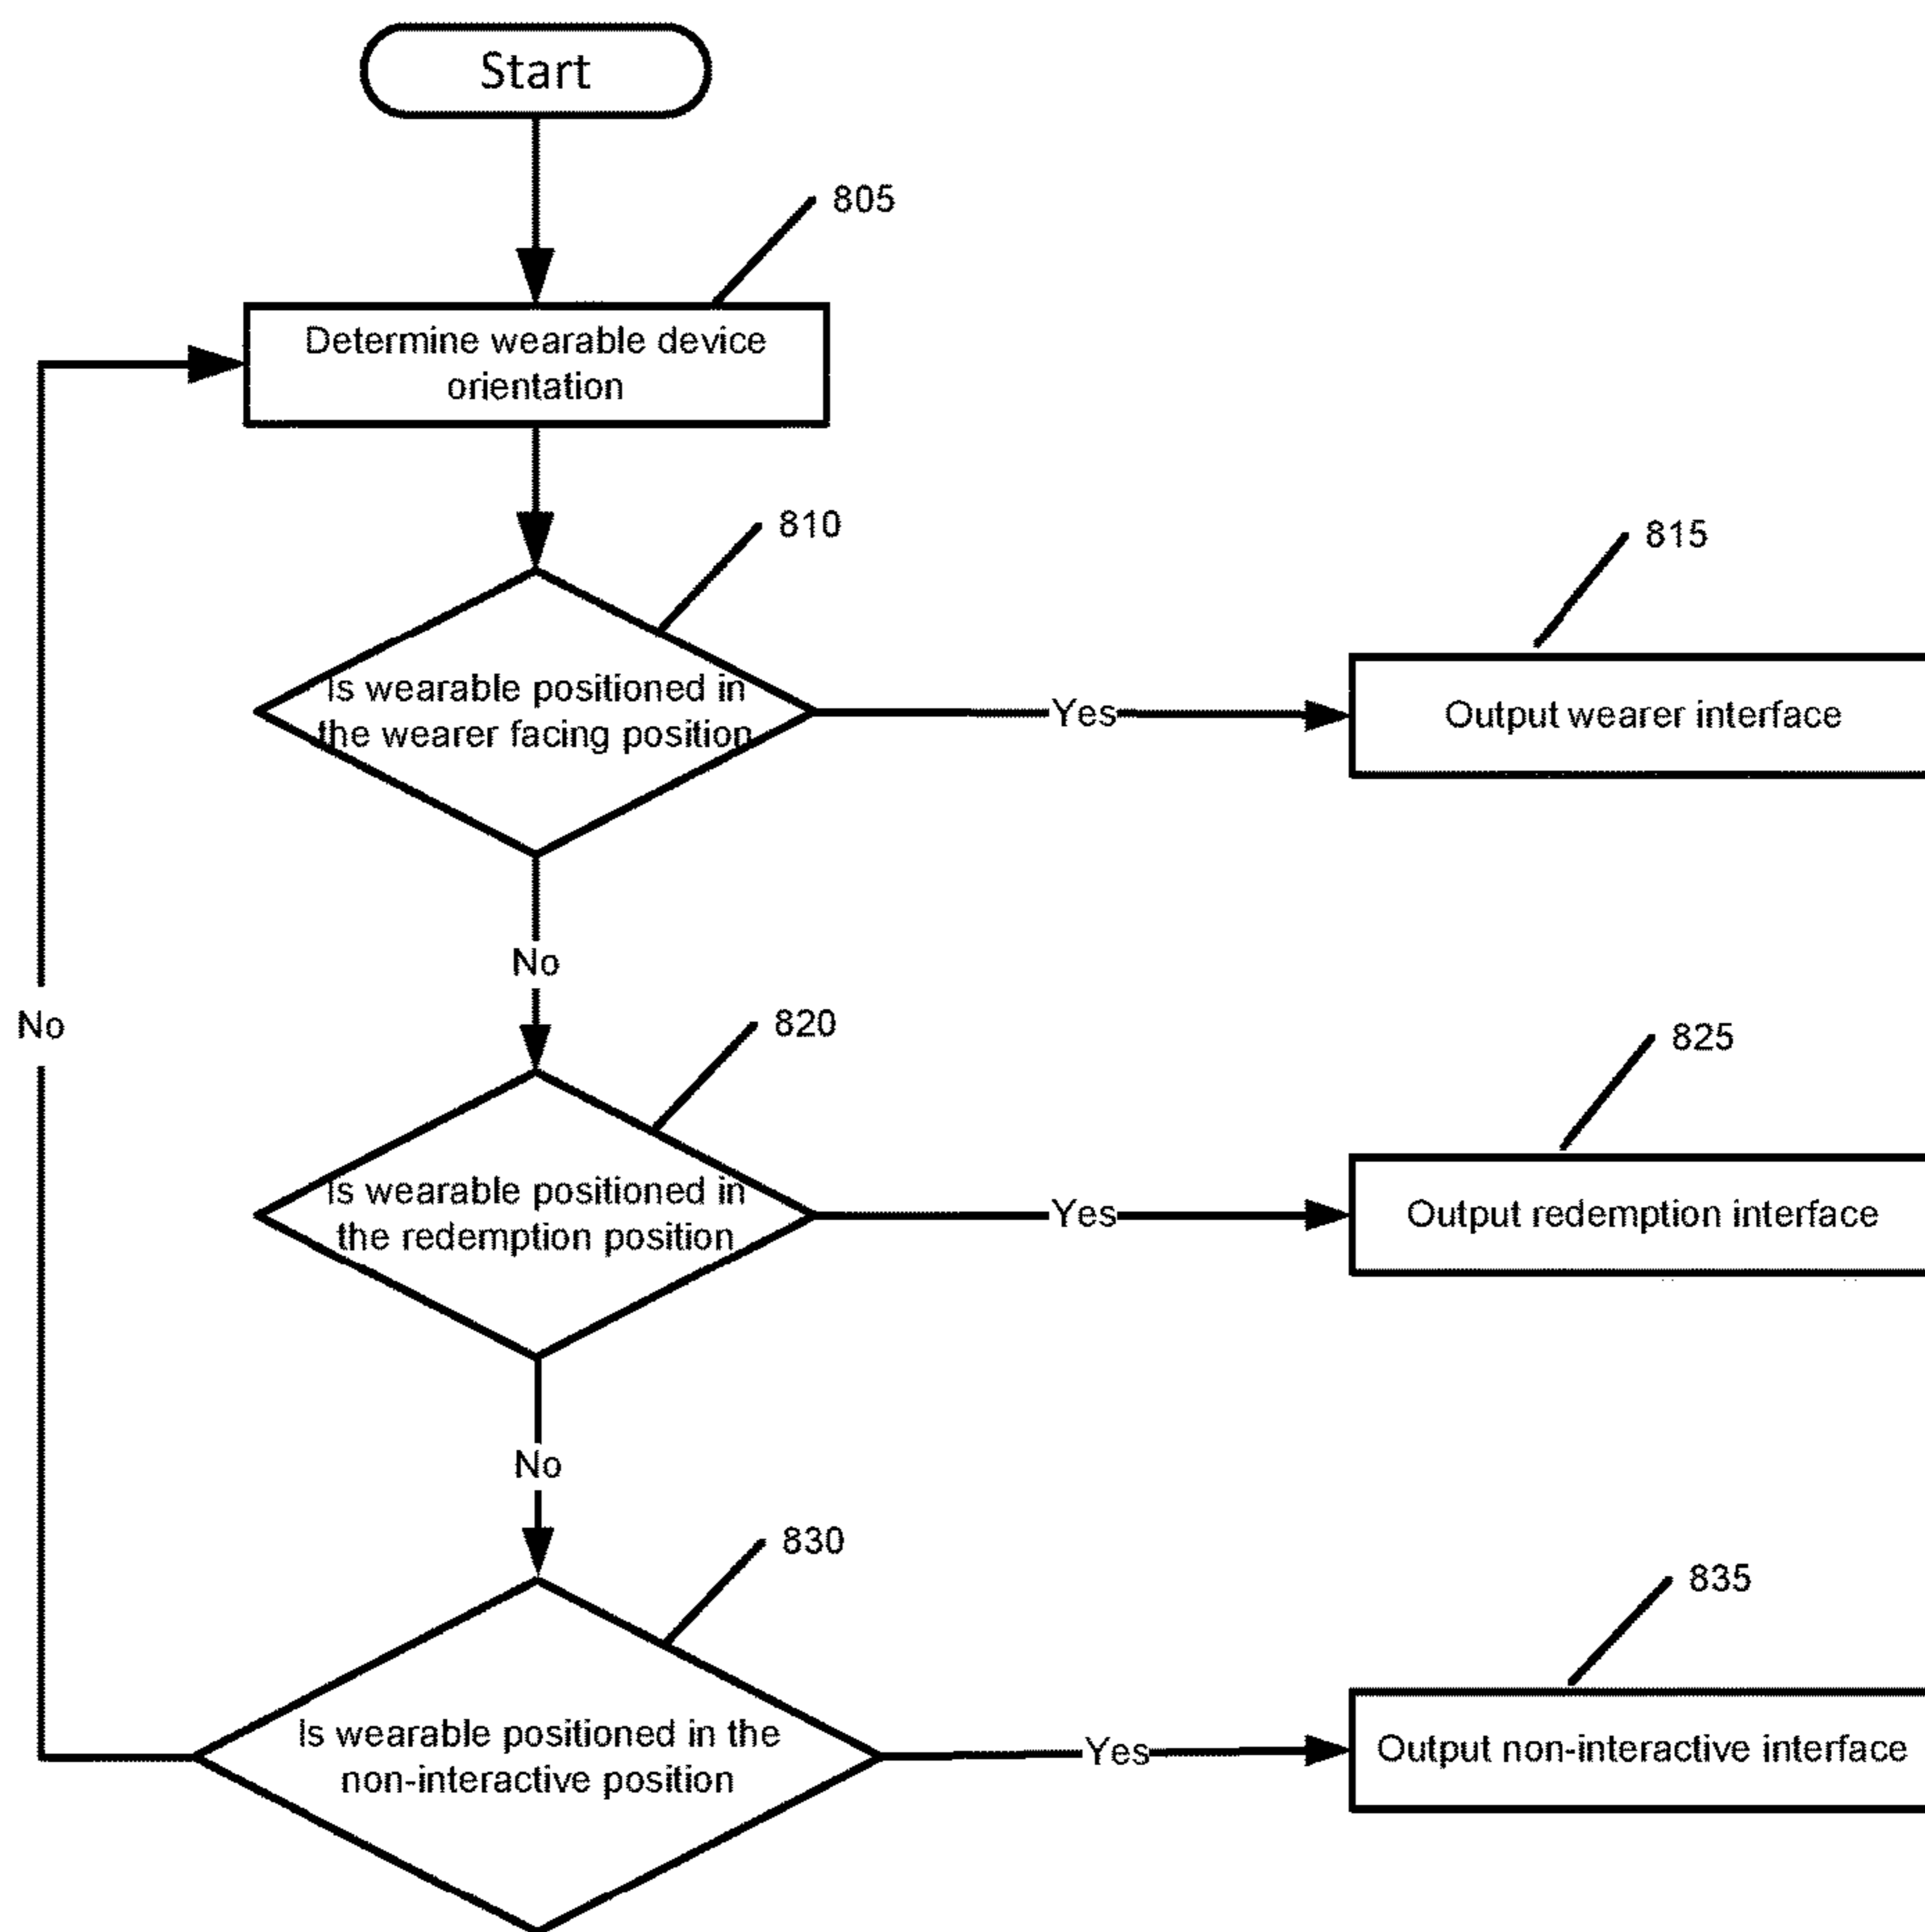 Start
805
Determine wearable device
orientation
810
815
Is wearable positioned in
the wearer facing position
Yes
Output wearer interface
No
No
820
825
Is wearable positioned in
the redemption position
Yes
Output redemption interface
No
830
835
Is wearable positioned in the
non-interactive position
Yes
Output non-interactive interface